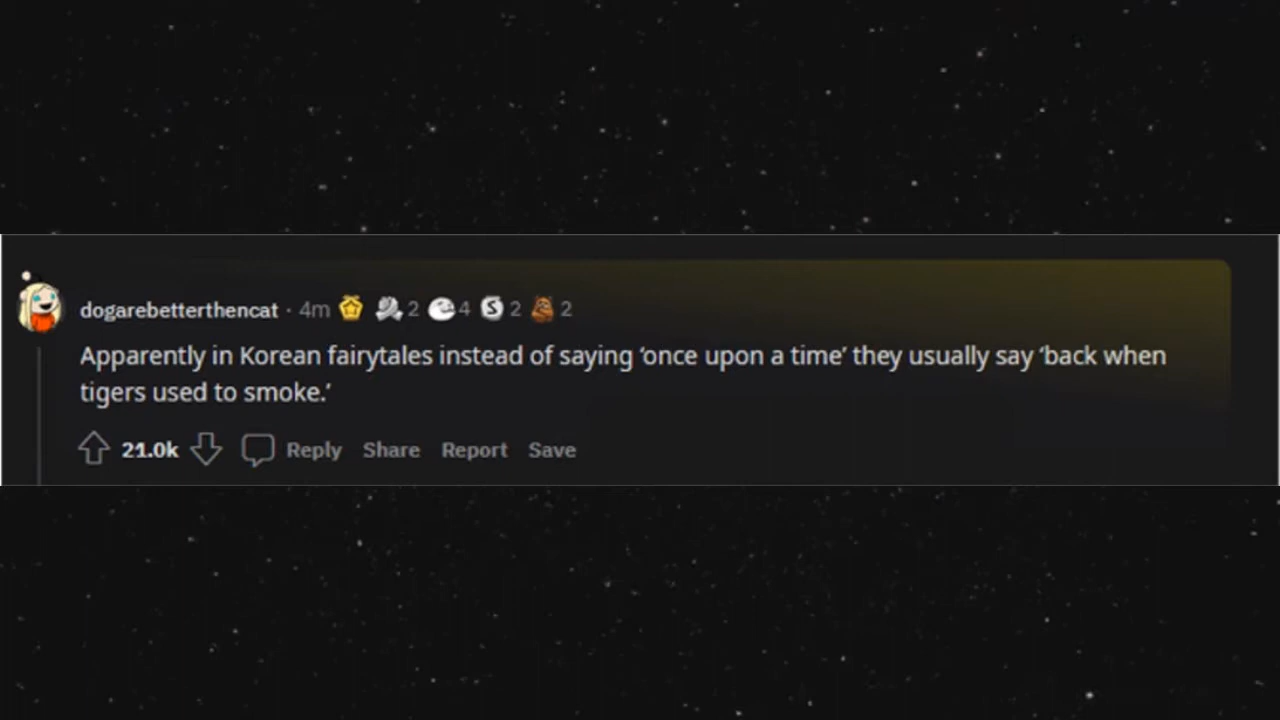 dogarebetterthencat · 4m 2 4 S 2 2
Apparently in Korean fairytales instead of saying ‘once upon a time’ they usually say ‘back when
tigers used to smoke.’
21.0k Reply Share Report Save